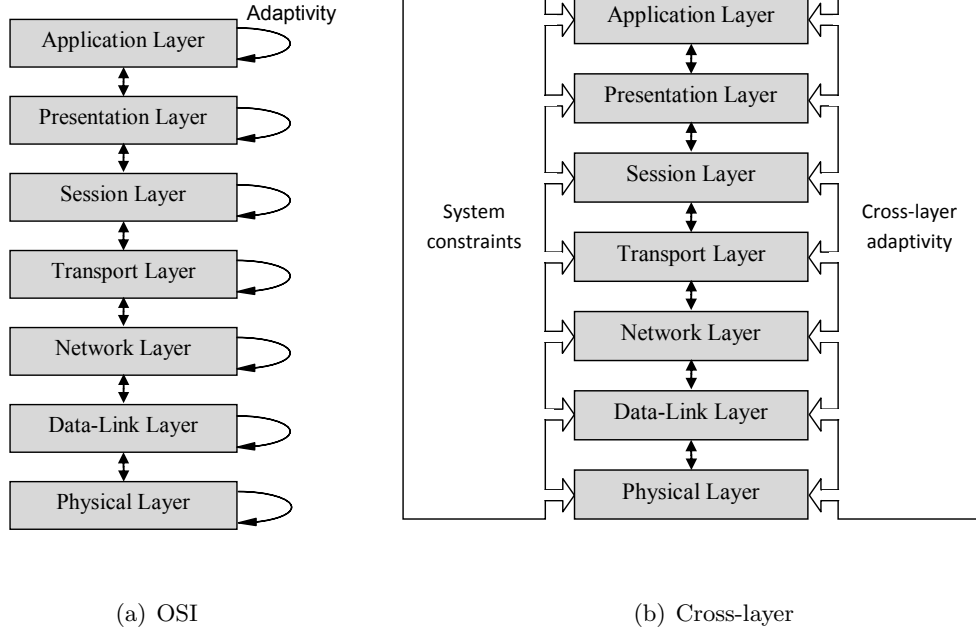 Adaptivity
Application Layer
Presentation Layer
Session Layer
Transport Layer
Network Layer
Data-Link Layer
Physical Layer
(a) OSI
System
constraints
Application Layer
Presentation Layer
Session Layer
Transport Layer
Network Layer
Data-Link Layer
Physical Layer
Cross-layer
adaptivity
(b) Cross-layer